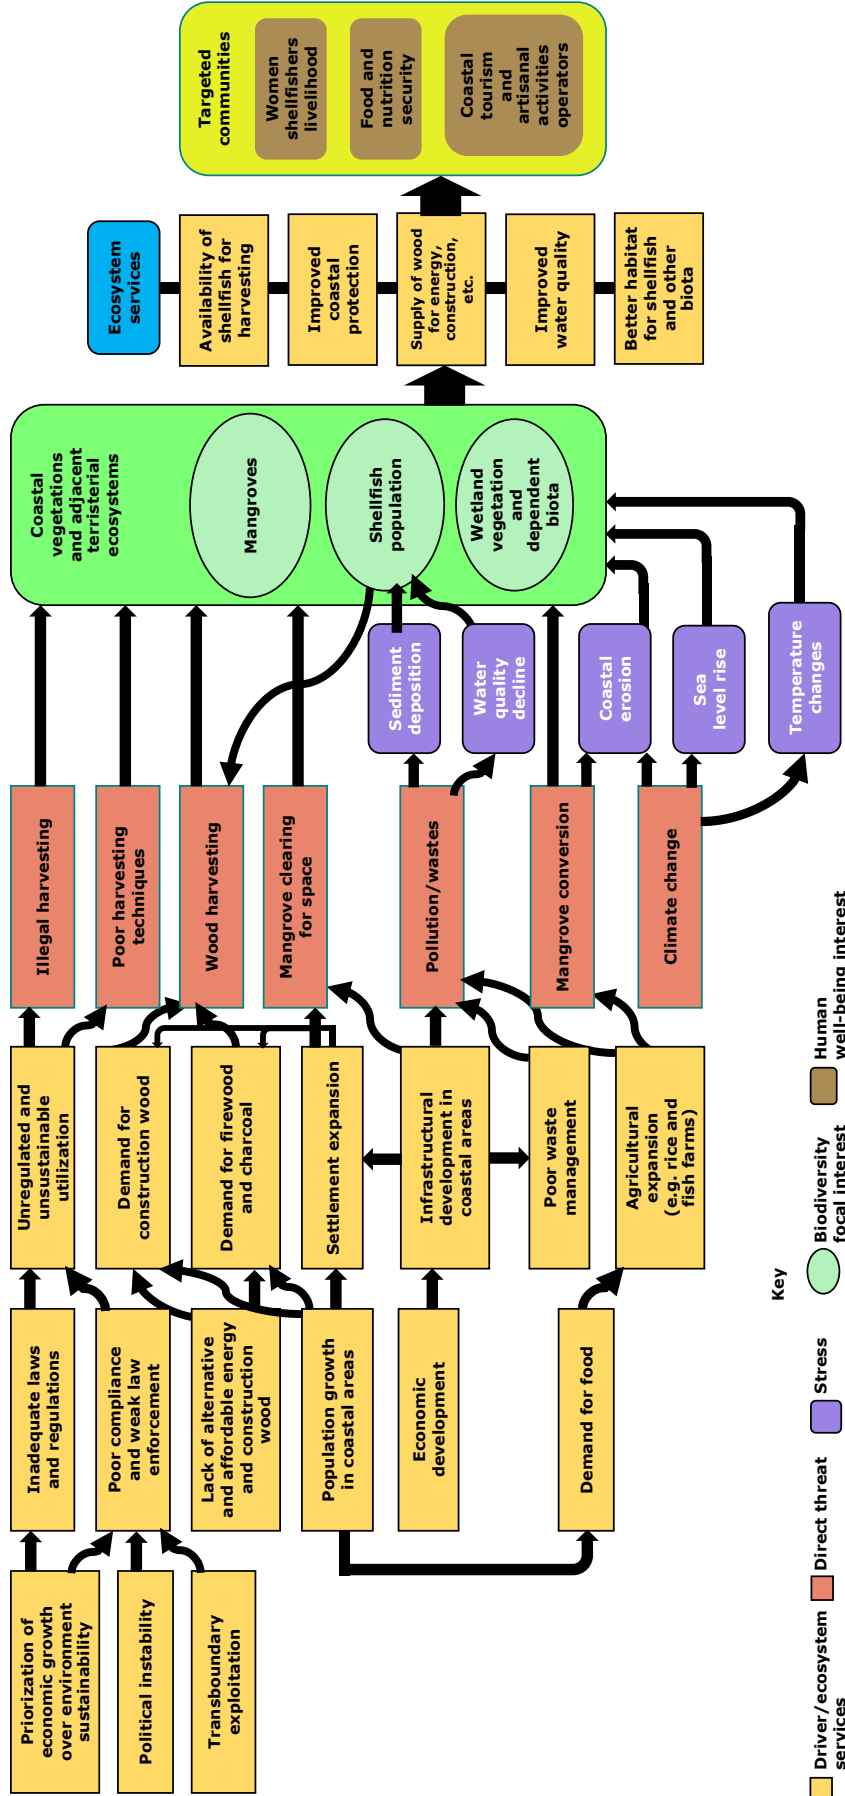 Priorization of
economic growth
over environment
sustainability
Political instability
Transboundary
exploitation
Inadequate laws
and regulations
Poor compliance
and weak law
enforcement
Lack of alternative
and affordable energy
and construction
wood
Population growth
in coastal areas
Economic
development
Demand for food
Unregulated and
unsustainable
utilization
Demand for
construction wood
Demand for firewood
and charcoal
Settlement expansion
Infrastructural
development in
coastal areas
Poor waste
management
Agricultural
expansion
(e.g. rice and
fish farms)
Illegal harvesting
Poor harvesting
techniques
Wood harvesting
Mangrove clearing
for space
Pollution/wastes
Mangrove conversion
Climate change
Sediment
deposition
Water
quality
decline
Coastal
erosion
Sea
level rise
Temperature
changes
Coastal
vegetations
and adjacent
terristerial
ecosystems
Mangroves
Shellfish
population
Wetland
vegetation
and
dependent
biota
Ecosystem
services
Availability of
shellfish for
harvesting
Improved
coastal
protection
Supply of wood
for energy,
construction,
etc.
Improved
water quality
Better habitat
for shellfish
and other
biota
Targeted
communities
Women
shellfishers
livelihood
Food and
nutrition
security
Coastal
tourism
and
artisanal
activities
operators
Key
Driver/ecosystem
services
Direct threat
Stress
Biodiversity
focal interest
Human
well-being interest